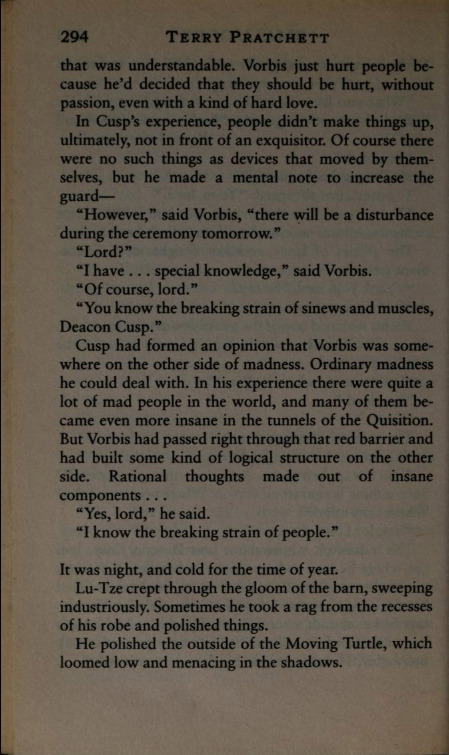 294 TERRY PRATCHETT
that was understandable. Vorbis just hurt people be-
cause he'd decided that they should be hurt, without
passion, even with a kind of hard love.
In Cusp's experience, people didn't make things up,
ultimately, not in front of an exquisitor. Of course there
were no such things as devices that moved by them-
selves, but he made a mental note to increase the
guard—
“However,” said Vorbis, “there will be a disturbance
during the ceremony tomorrow.”
“Lord?”
“I have . . . special knowledge,” said Vorbis.
“Of course, lord.”
“You know the breaking strain of sinews and muscles,
Deacon Cusp.”
Cusp had formed an opinion that Vorbis was some-
where on the other side of madness. Ordinary madness
he could deal with. In his experience there were quite a
lot of mad people in the world, and many of them be-
came even more insane in the tunnels of the Quisition.
But Vorbis had passed right through that red barrier and
had built some kind of logical structure on the other
side. Rational thoughts made out of insane
components . . .
“Yes, lord,” he said.
“I know the breaking strain of people.”
It was night, and cold for the time of year.
Lu-Tze crept through the gloom of the barn, sweeping
industriously. Sometimes he took a rag from the recesses
of his robe and polished things.
He polished the outside of the Moving Turtle, which
loomed low and menacing in the shadows.